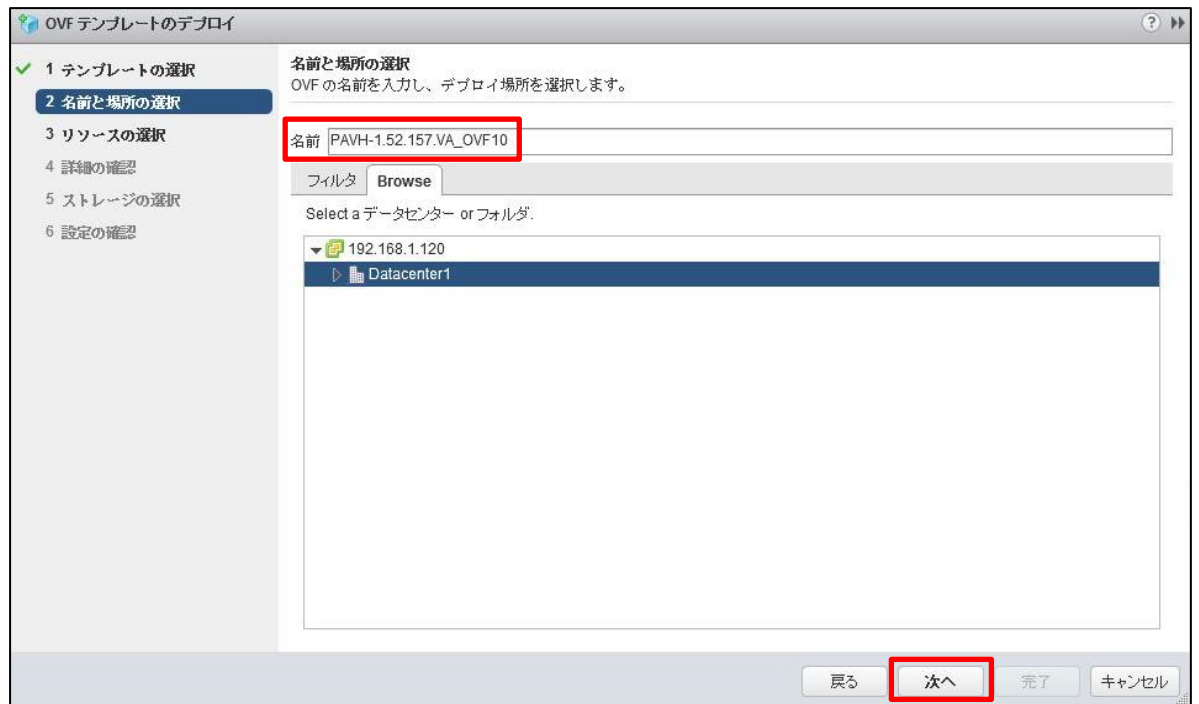 OVF テンプレートのデプロイ
1 テンプレートの選択
2 名前と場所の選択
3 リソースの選択
4 詳細の確認
5 ストレージの選択
6 設定の確認
名前と場所の選択
OVF の名前を入力し、デプロイ場所を選択します。
名前 PAVH-1.52.157.VA_OVF10
フィルタ Browse
Select a データセンター or フォルダ.
192.168.1.120
Datacenter1
戻る 次へ 完了 キャンセル